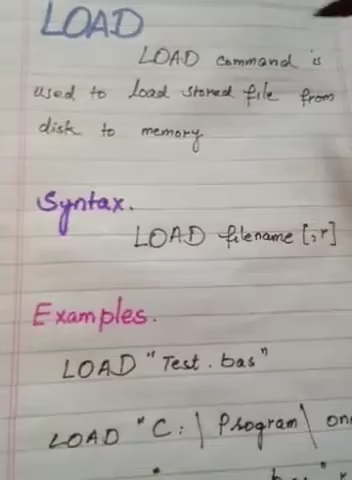 LOAD
LOAD command is
used to load stored file from
disk to memory
Syntax.
LOAD filename [,r]
Examples.
LOAD "Test.bas"
LOAD "C:\ Program\